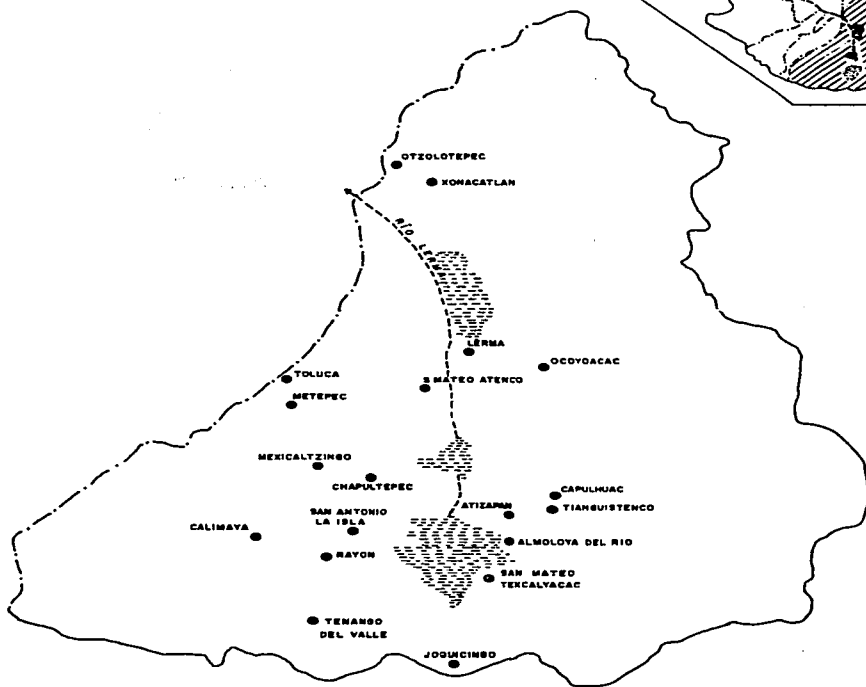 OTZOLOTEPEC
XONACATLAN
RÍO LERMA
LERMA
OCOYOACAC
TOLUCA
S. MATEO ATENCO
METEPEC
MEXICALTZINGO
CHAPULTEPEC
CAPULHUAC
ATIZAPAN
TIANGUISTENCO
SAN ANTONIO
LA ISLA
CALIMAYA
ALMOLOYA DEL RIO
RAYON
SAN MATEO
TEXCALYACAC
TENANGO
DEL VALLE
JOQUICINGO